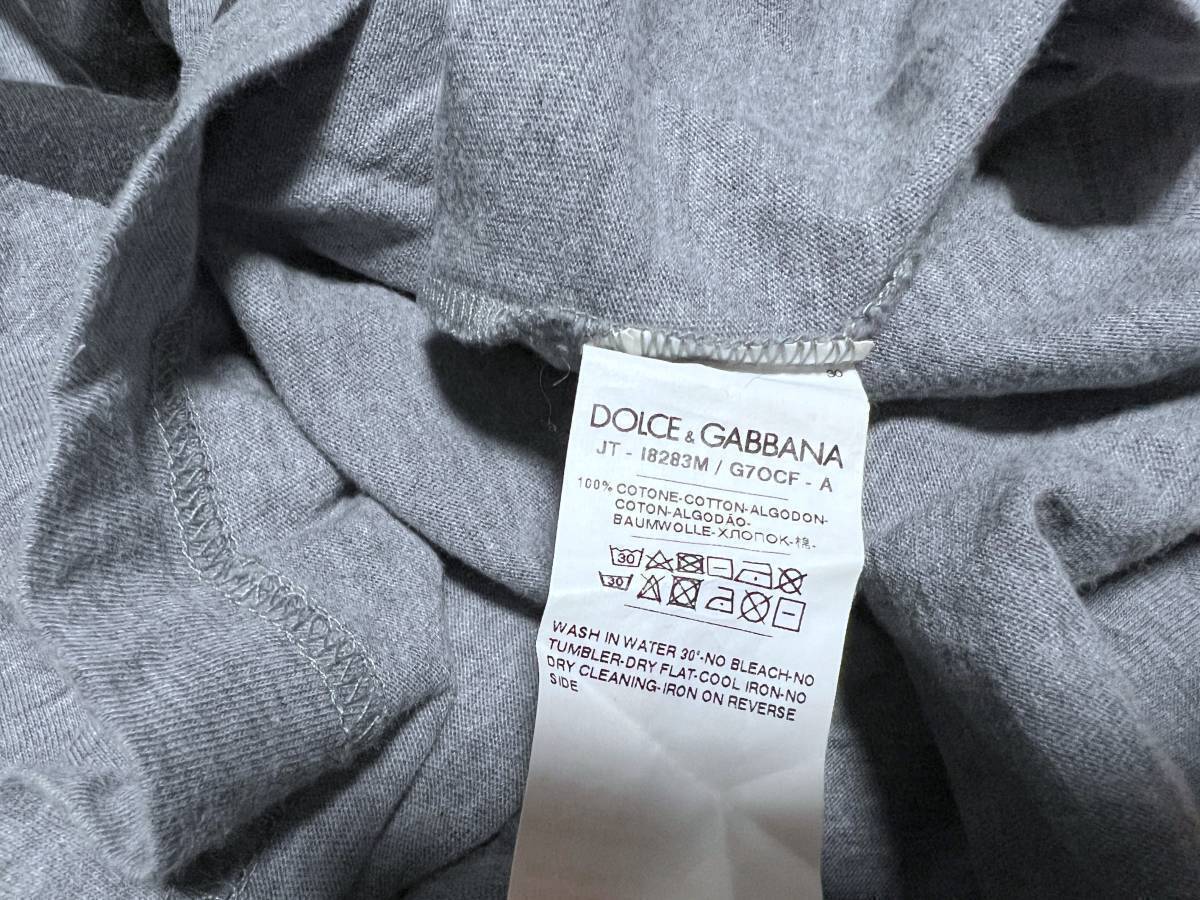 30
DOLCE & GABBANA
JT - I8283M / G7OCF - A
100% COTONE-COTTON-ALGODON-
COTON-ALGODÃO-
BAUMWOLLE-ХЛОПОК-棉-
30
30
WASH IN WATER 30°-NO BLEACH-NO
TUMBLER-DRY FLAT-COOL IRON-NO
DRY CLEANING-IRON ON REVERSE
SIDE